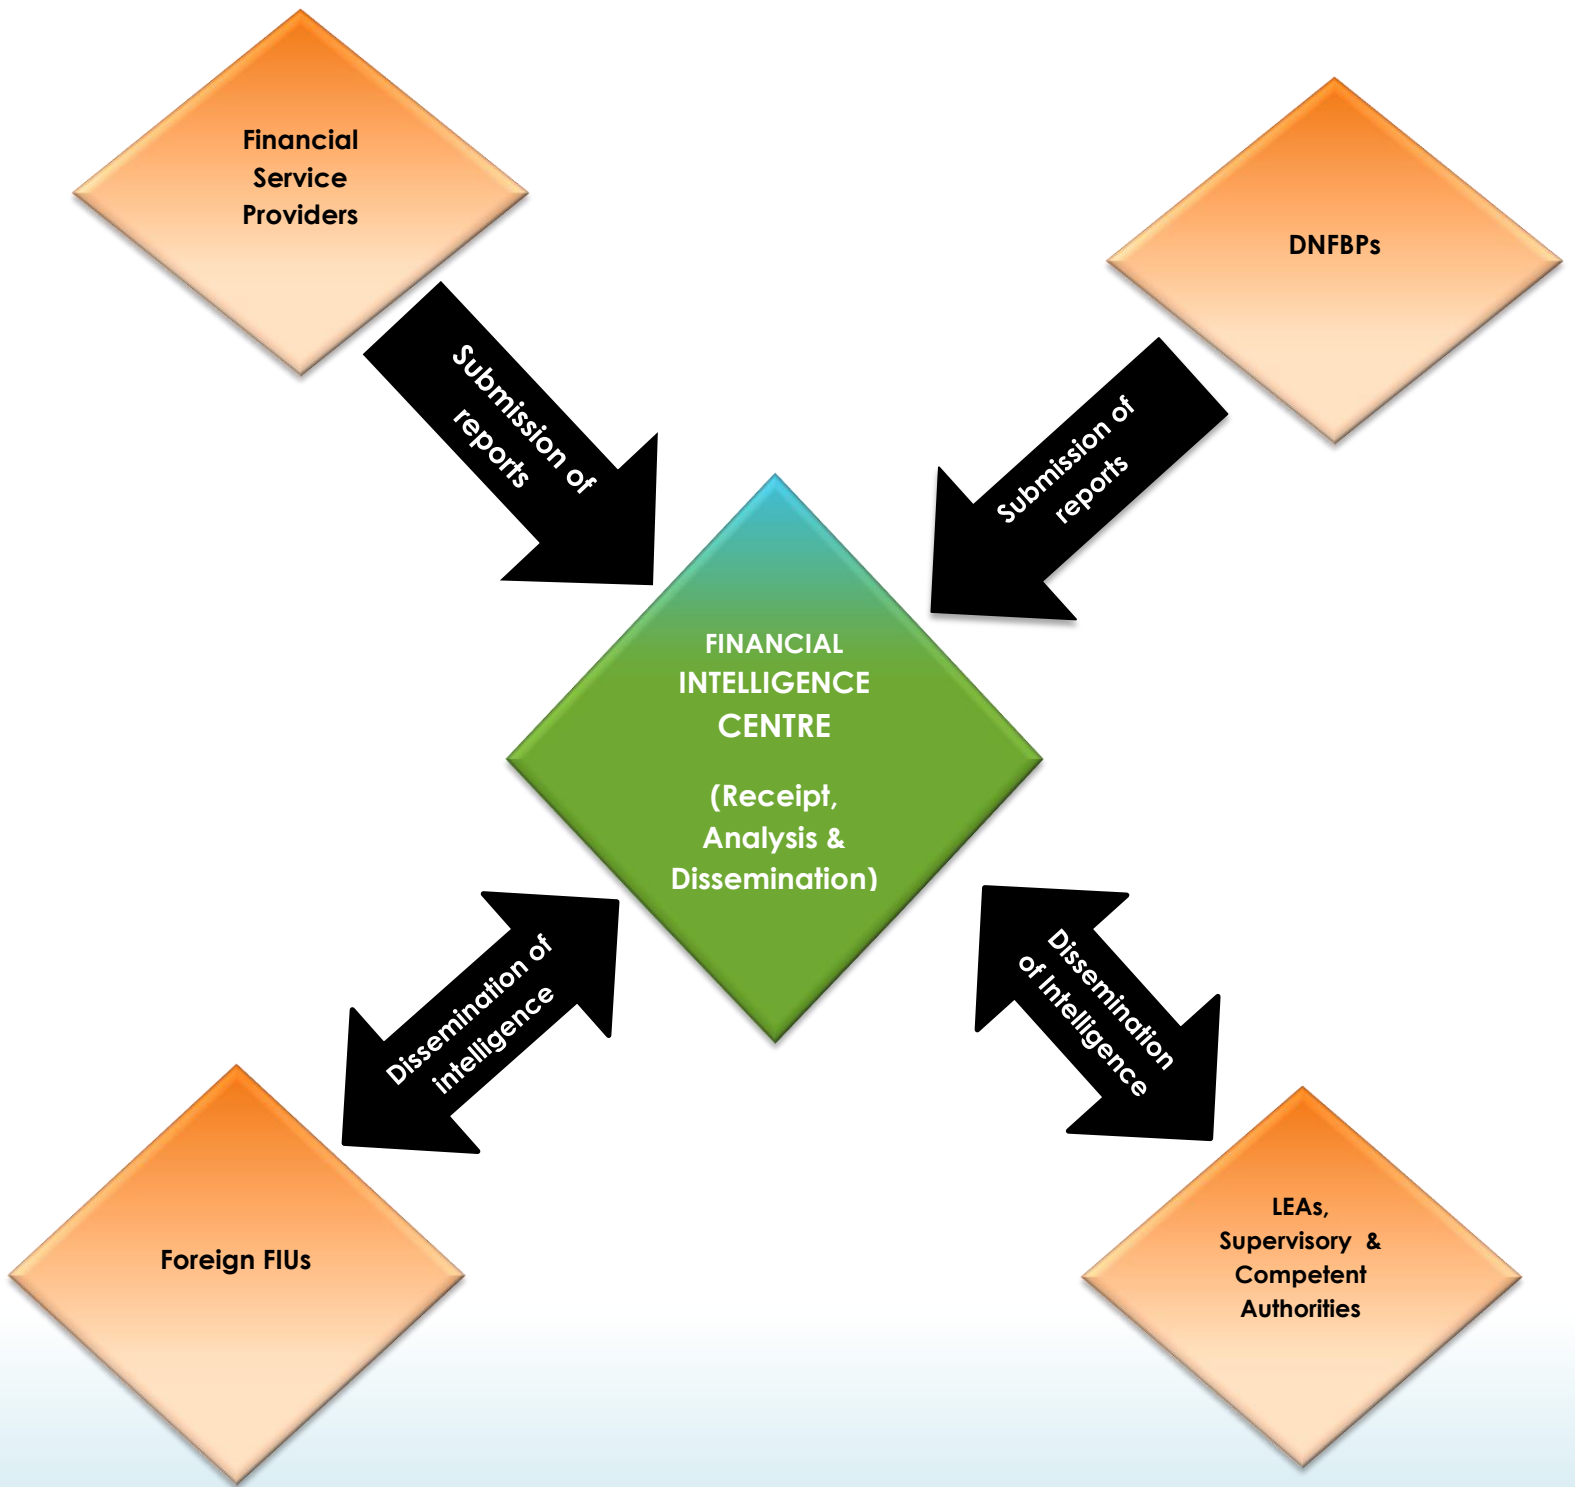 Financial
Service
Providers
DNFBPs
Submission of
reports
Submission of
reports
FINANCIAL
INTELLIGENCE
CENTRE
(Receipt,
Analysis &
Dissemination)
Dissemination of
intelligence
Dissemination
of Intelligence
Foreign FIUs
LEAs,
Supervisory &
Competent
Authorities